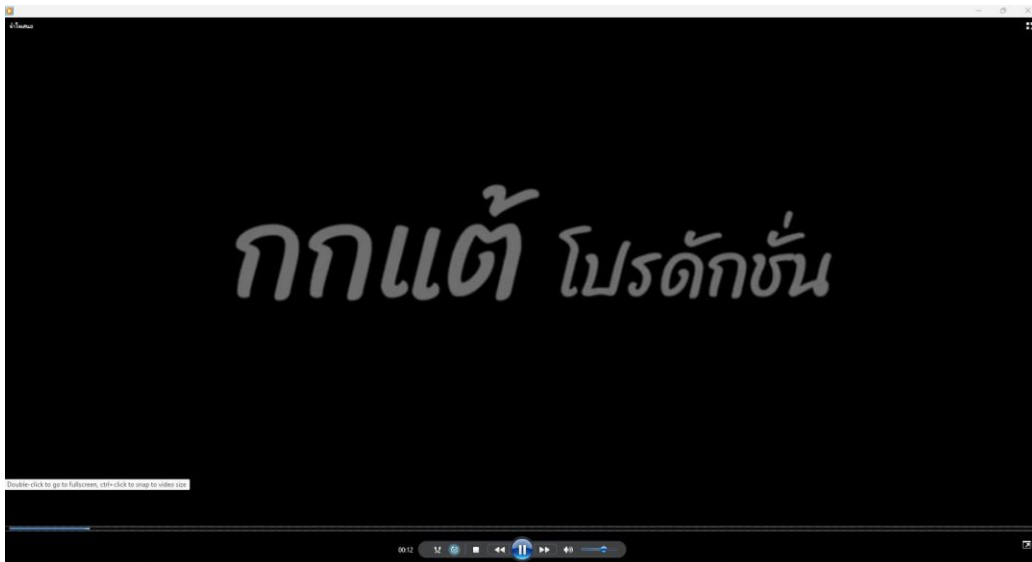 กกแต้ โปรดักชั่น
Double-click to go to fullscreen, ctrl+click to snap to video size
00:12